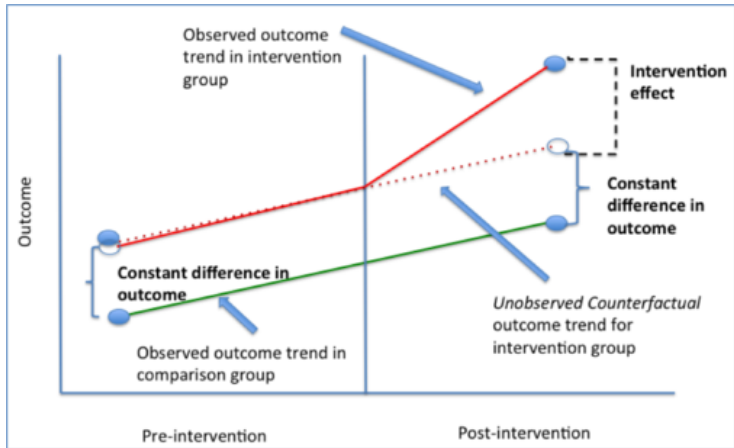 Observed outcome
trend in intervention
group
Intervention
effect
Outcome
Constant
difference in
outcome
Constant difference in
outcome
Unobserved Counterfactual
outcome trend for
intervention group
Observed outcome trend in
comparison group
Pre-intervention
Post-intervention